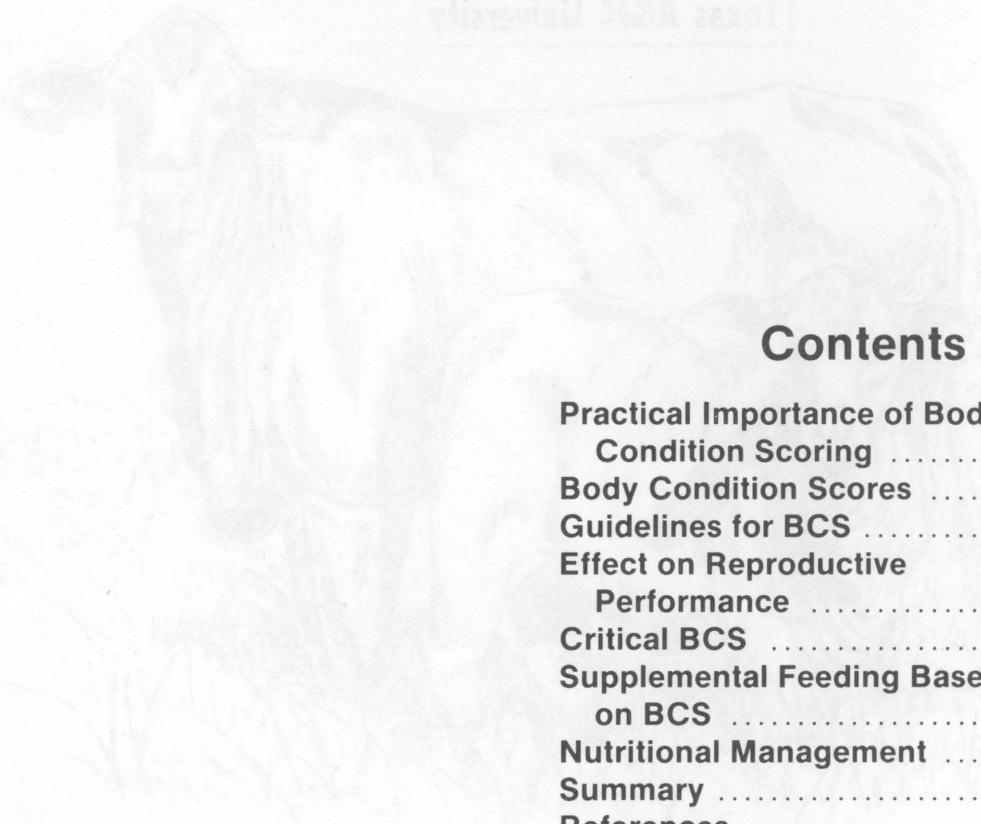 Texas A&M University
Contents
Practical Importance of Bod
Condition Scoring ..........
Body Condition Scores .....
Guidelines for BCS ...........
Effect on Reproductive
Performance ................
Critical BCS ...................
Supplemental Feeding Base
on BCS .......................
Nutritional Management ....
Summary .......................
References